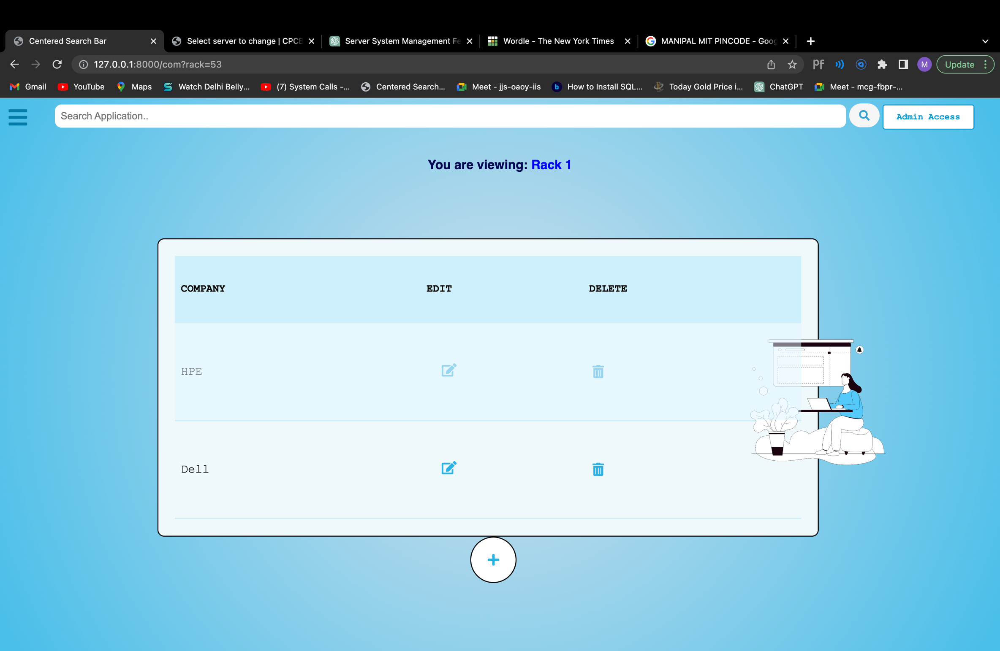 Centered Search Bar
Select server to change | CPCB
Server System Management Fe
Wordle - The New York Times
MANIPAL MIT PINCODE - Goog
127.0.0.1:8000/com?rack=53
pf
M
Update
Gmail
YouTube
Maps
Watch Delhi Belly...
(7) System Calls -...
Centered Search...
Meet - jjs-oaoy-iis
b
How to Install SQL...
Today Gold Price i...
ChatGPT
Meet - mcg-fbpr-...
Search Application..
Admin Access
You are viewing: Rack 1
COMPANY EDIT DELETE
HPE
Dell